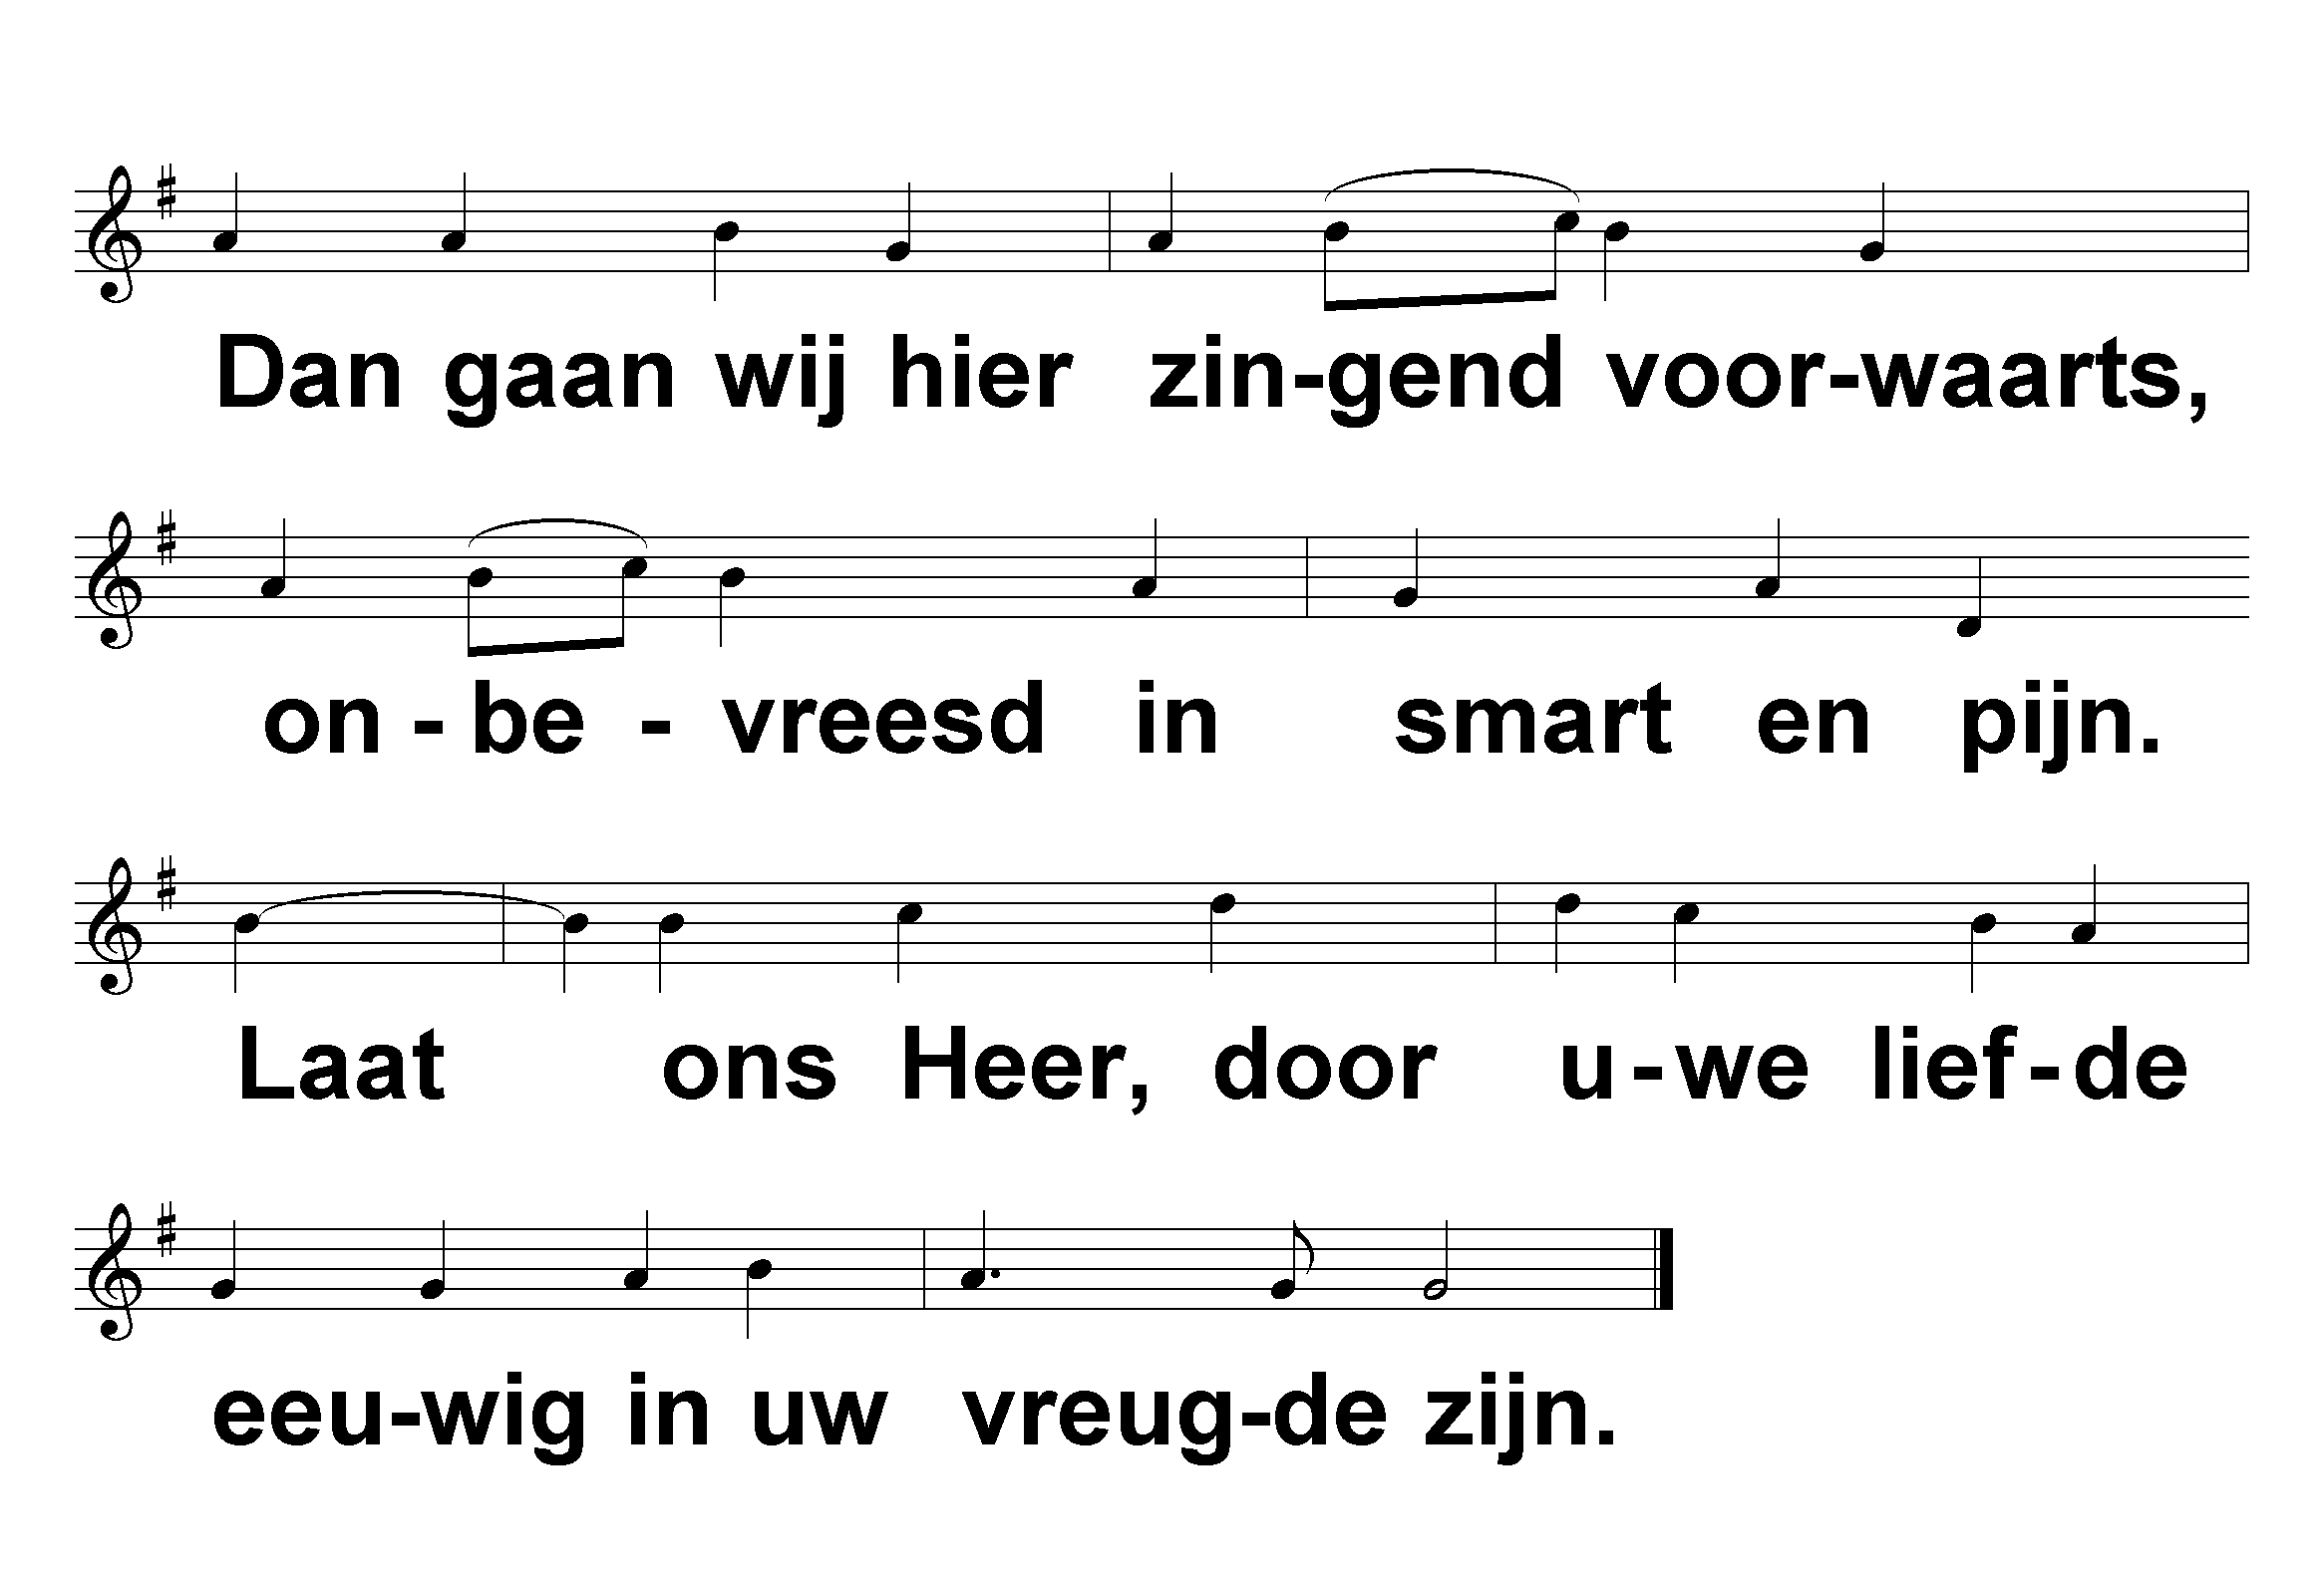 Dan gaan wij hier zin-gend voor-waarts,
on - be - vreesd in smart en pijn.
Laat ons Heer, door u - we lief - de
eeu-wig in uw vreug-de zijn.